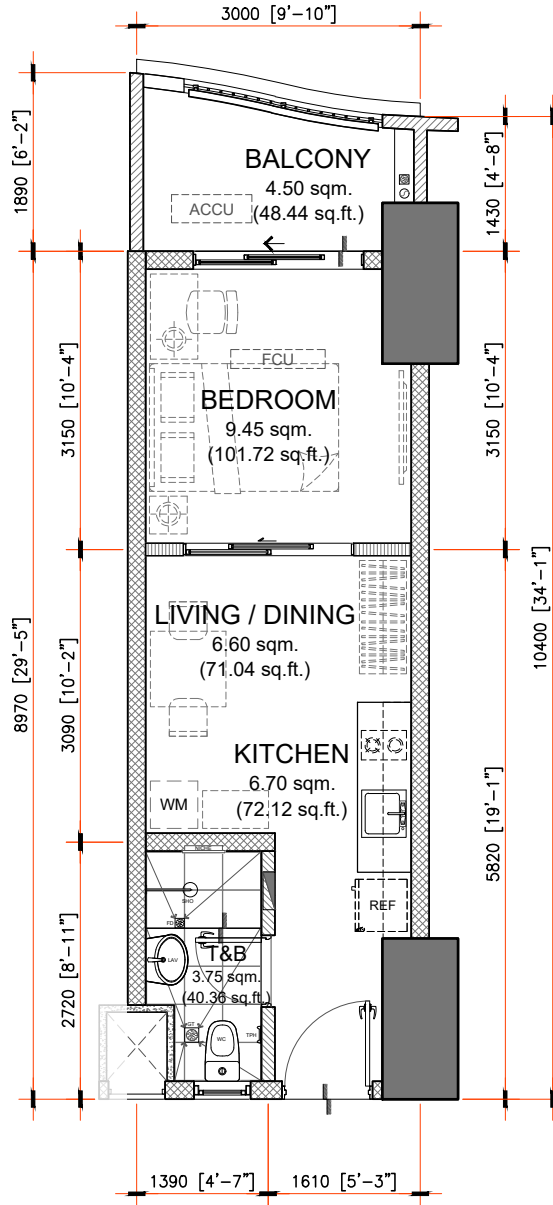 3000 [9'-10"]
1890 [6'-2"]
1430 [4'-8"]
BALCONY
4.50 sqm.
(48.44 sq.ft.)
ACCU
FCU
3150 [10'-4"]
3150 [10'-4"]
BEDROOM
9.45 sqm.
(101.72 sq.ft.)
8970 [29'-5"]
3090 [10'-2"]
10400 [34'-1"]
LIVING / DINING
6.60 sqm.
(71.04 sq.ft.)
KITCHEN
6.70 sqm.
(72.12 sq.ft.)
WM
5820 [19'-1"]
NICHE
SHO
REF
FD
2720 [8'-11"]
T&B
LAV
3.75 sqm.
(40.36 sq.ft.)
GT
WC
TPH
1390 [4'-7"]
1610 [5'-3"]